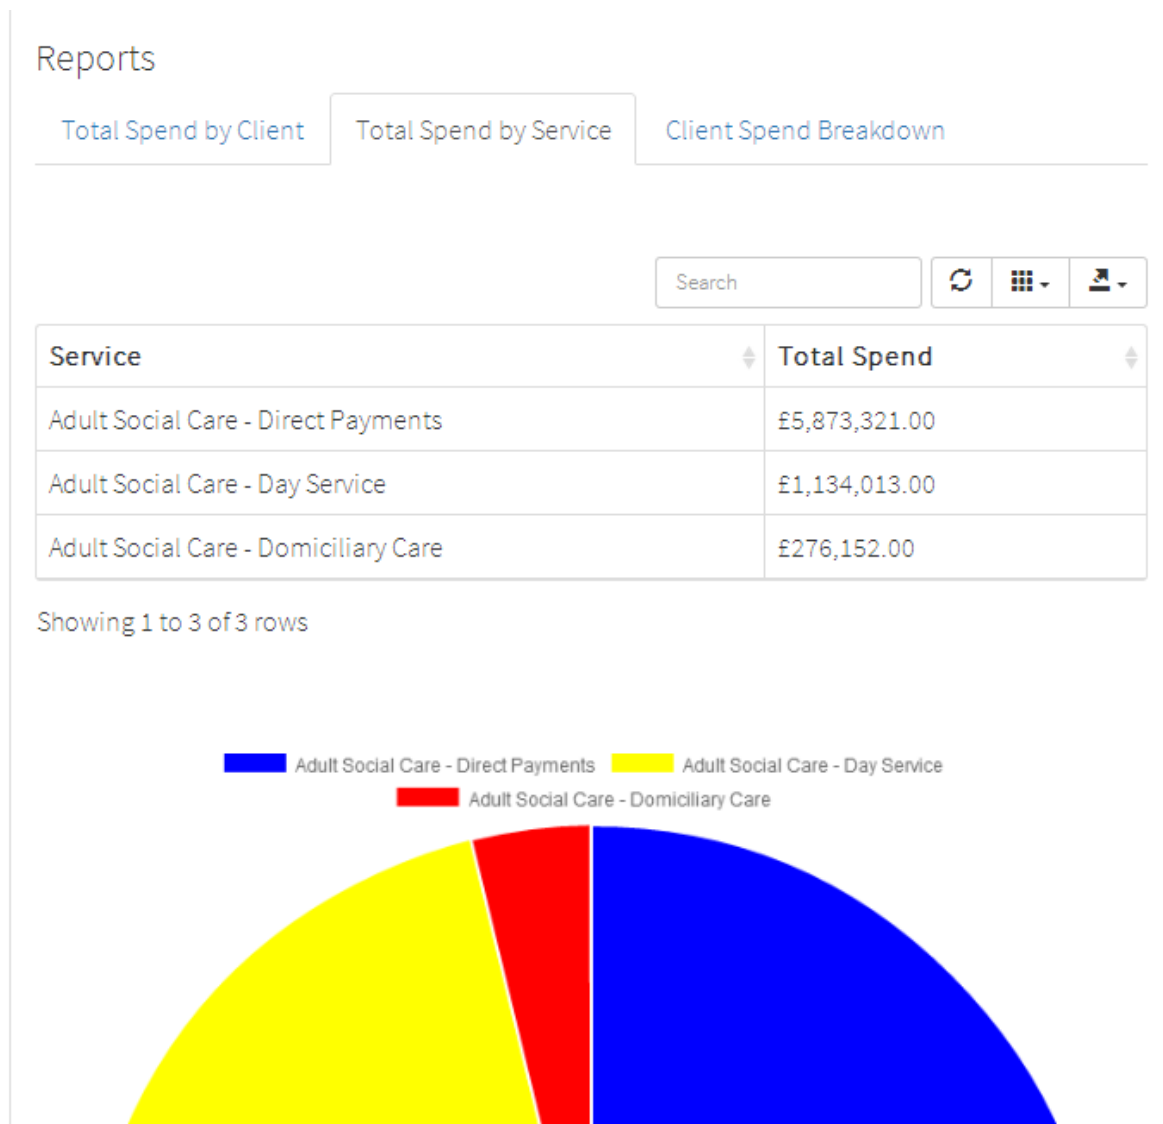 Reports
Total Spend by Client Total Spend by Service Client Spend Breakdown
Search
Service Total Spend
Adult Social Care - Direct Payments £5,873,321.00
Adult Social Care - Day Service £1,134,013.00
Adult Social Care - Domiciliary Care £276,152.00
Showing 1 to 3 of 3 rows
Adult Social Care - Direct Payments Adult Social Care - Day Service
Adult Social Care - Domiciliary Care